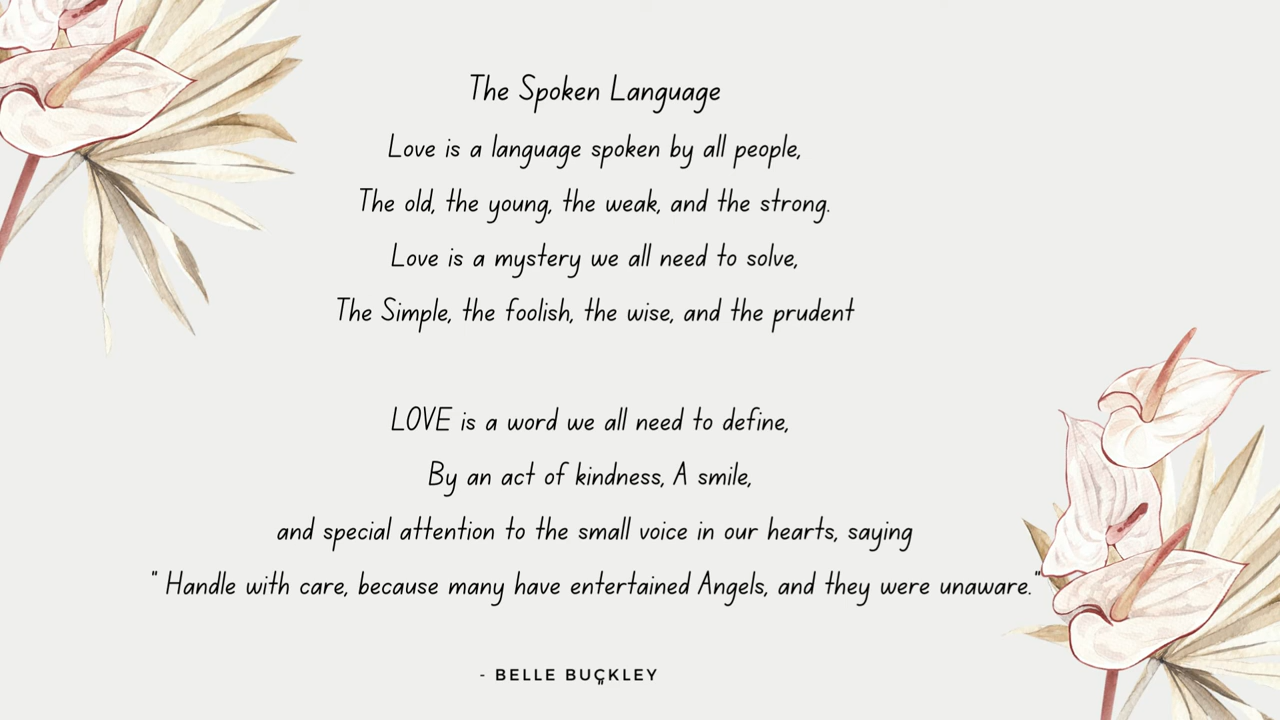 The Spoken Language
Love is a language spoken by all people,
The old, the young, the weak, and the strong.
Love is a mystery we all need to solve,
The Simple, the foolish, the wise, and the prudent
LOVE is a word we all need to define,
By an act of kindness, A smile,
and special attention to the small voice in our hearts, saying
" Handle with care, because many have entertained Angels, and they were unaware."
- BELLE BUCKLEY
"